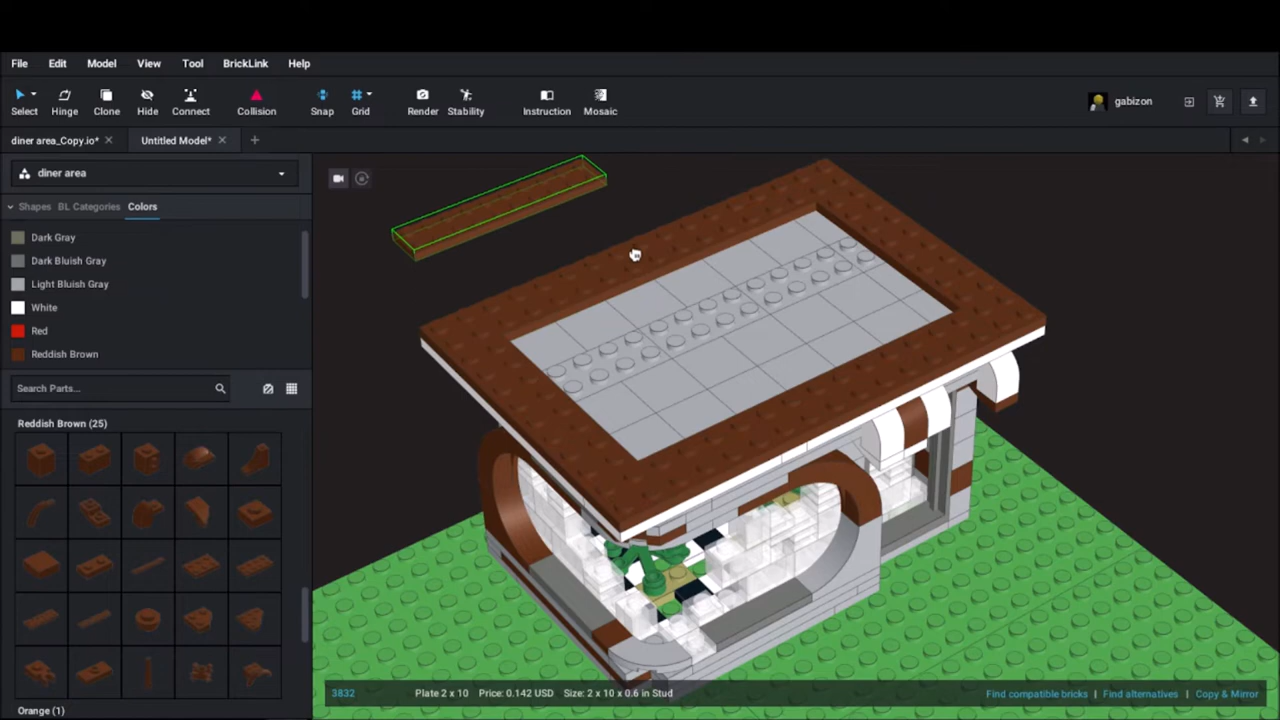 File Edit Model View Tool BrickLink Help
Select Hinge Clone Hide Connect Collision Snap Grid Render Stability Instruction Mosaic gabizon
diner area_Copy.io* Untitled Model*
diner area
Shapes BL Categories Colors
Dark Gray
Dark Bluish Gray
Light Bluish Gray
White
Red
Reddish Brown
Search Parts...
Reddish Brown (25)
Orange (1)
3832 Plate 2 x 10 Price: 0.142 USD Size: 2 x 10 x 0.6 in Stud Find compatible bricks | Find alternatives | Copy & Mirror